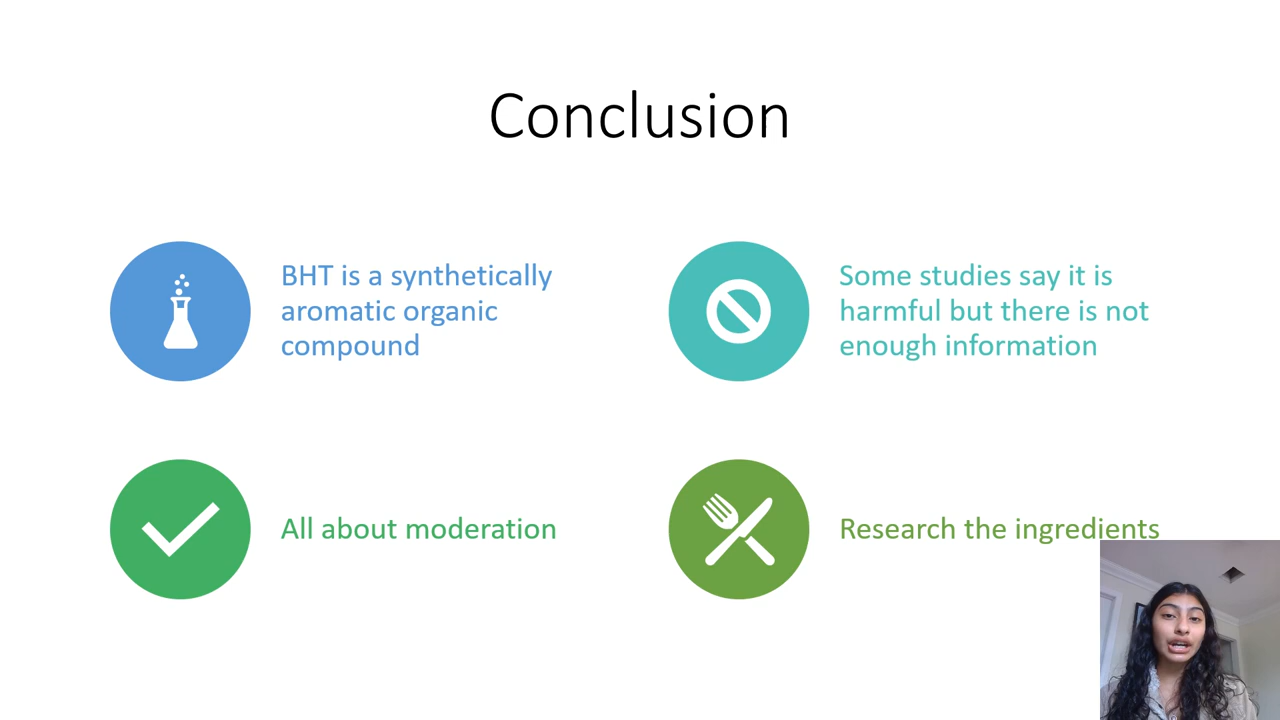 Conclusion
BHT is a synthetically
aromatic organic
compound
Some studies say it is
harmful but there is not
enough information
All about moderation
Research the ingredients